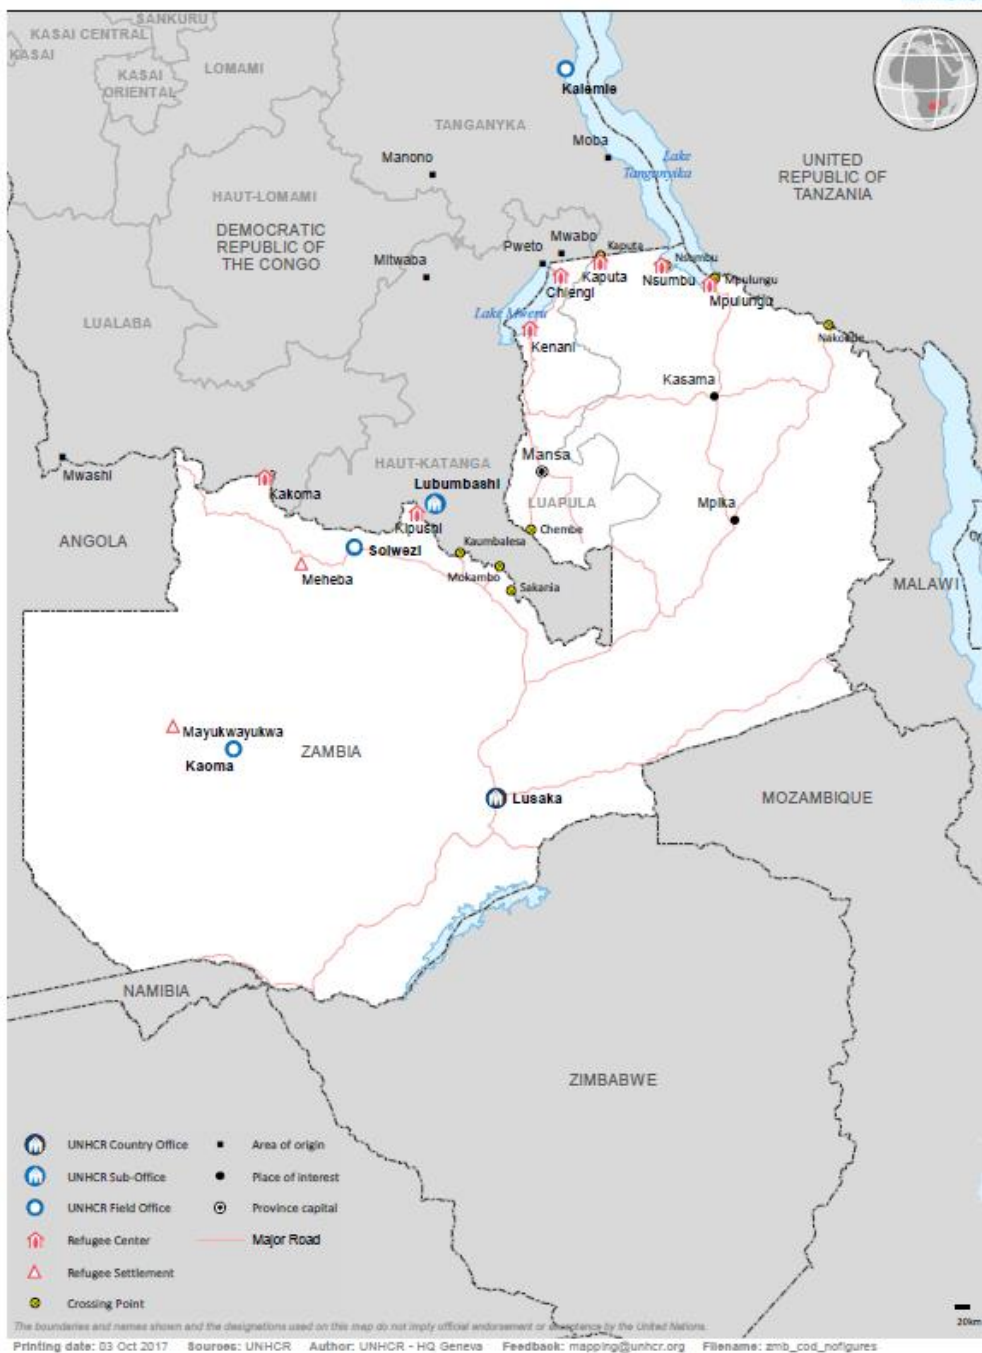 SANKURU
KASAI CENTRAL
KASAI
LOMAMI
KASAI
ORIENTAL
Kalemie
TANGANYKA
Moba
Manono
Lake
Tanganyika
UNITED
REPUBLIC OF
TANZANIA
HAUT-LOMAMI
DEMOCRATIC
REPUBLIC OF
THE CONGO
Mwabo
Kaputa
Pweto
Nsumbu
Mitwaba
Kaputa
Nsumbu
Mpulungu
Chiengi
Mpulungu
LUALABA
Lake Mweru
Kenani
Nakonde
Kasama
Mansa
HAUT-KATANGA
Mwashi
Lubumbashi
Kakoma
LUAPULA
Mpika
Kipushi
Chembe
ANGOLA
Kaumbalesa
Solwezi
Meheba
Mokambo
Sakania
MALAWI
Mayukwayukwa
ZAMBIA
Kaoma
Lusaka
MOZAMBIQUE
NAMIBIA
ZIMBABWE
UNHCR Country Office
Area of origin
UNHCR Sub-Office
Place of interest
UNHCR Field Office
Province capital
Refugee Center
Major Road
Refugee Settlement
Crossing Point
20km
The boundaries and names shown and the designations used on this map do not imply official endorsement or acceptance by the United Nations.
Printing date: 03 Oct 2017 Sources: UNHCR Author: UNHCR - HQ Geneva Feedback: mapping@unhcr.org Filename: zmb_cod_nofigures